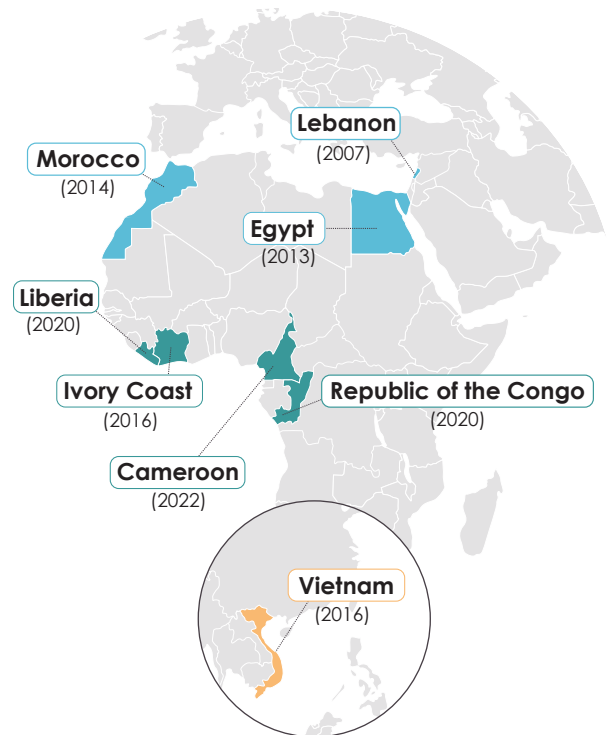 Lebanon
(2007)
Morocco
(2014)
Egypt
(2013)
Liberia
(2020)
Ivory Coast
(2016)
Republic of the Congo
(2020)
Cameroon
(2022)
Vietnam
(2016)